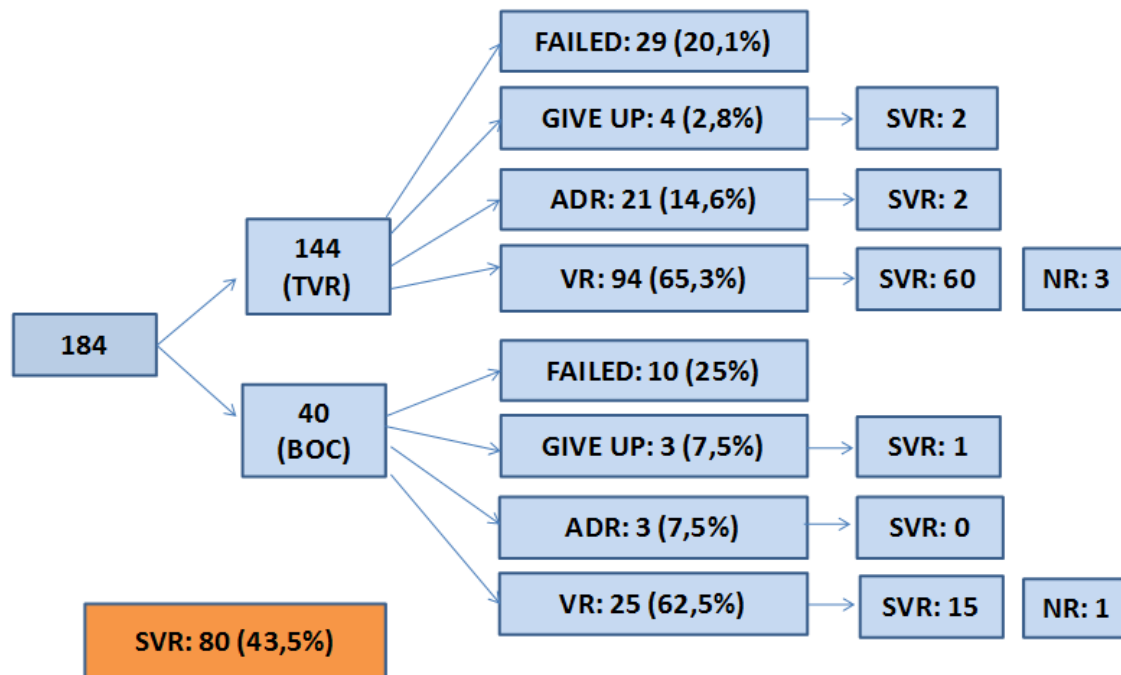 FAILED: 29 (20,1%)
GIVE UP: 4 (2,8%)
SVR: 2
ADR: 21 (14,6%)
SVR: 2
144
(TVR)
VR: 94 (65,3%)
SVR: 60
NR: 3
184
FAILED: 10 (25%)
40
(BOC)
GIVE UP: 3 (7,5%)
SVR: 1
ADR: 3 (7,5%)
SVR: 0
VR: 25 (62,5%)
SVR: 15
NR: 1
SVR: 80 (43,5%)